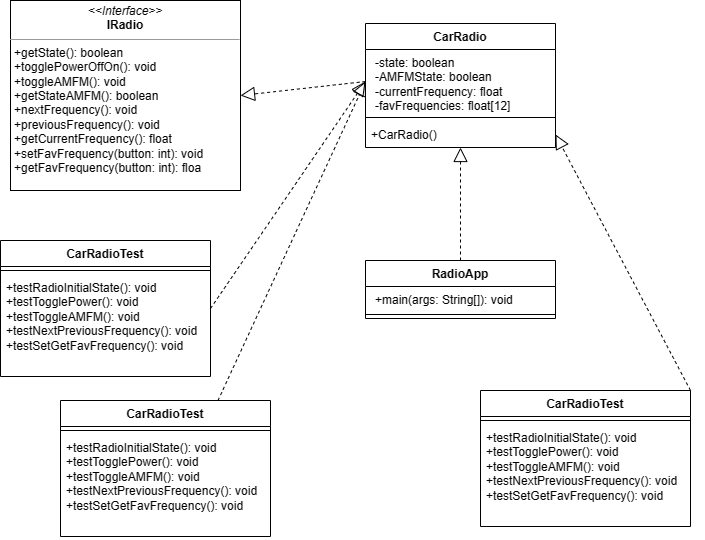 <<Interface>>
IRadio
+getState(): boolean
+togglePowerOffOn(): void
+toggleAMFM(): void
+getStateAMFM(): boolean
+nextFrequency(): void
+previousFrequency(): void
+getCurrentFrequency(): float
+setFavFrequency(button: int): void
+getFavFrequency(button: int): floa
CarRadio
-state: boolean
-AMFMState: boolean
-currentFrequency: float
-favFrequencies: float[12]
+CarRadio()
CarRadioTest
+testRadioInitialState(): void
+testTogglePower(): void
+testToggleAMFM(): void
+testNextPreviousFrequency(): void
+testSetGetFavFrequency(): void
RadioApp
+main(args: String[]): void
CarRadioTest
+testRadioInitialState(): void
+testTogglePower(): void
+testToggleAMFM(): void
+testNextPreviousFrequency(): void
+testSetGetFavFrequency(): void
CarRadioTest
+testRadioInitialState(): void
+testTogglePower(): void
+testToggleAMFM(): void
+testNextPreviousFrequency(): void
+testSetGetFavFrequency(): void